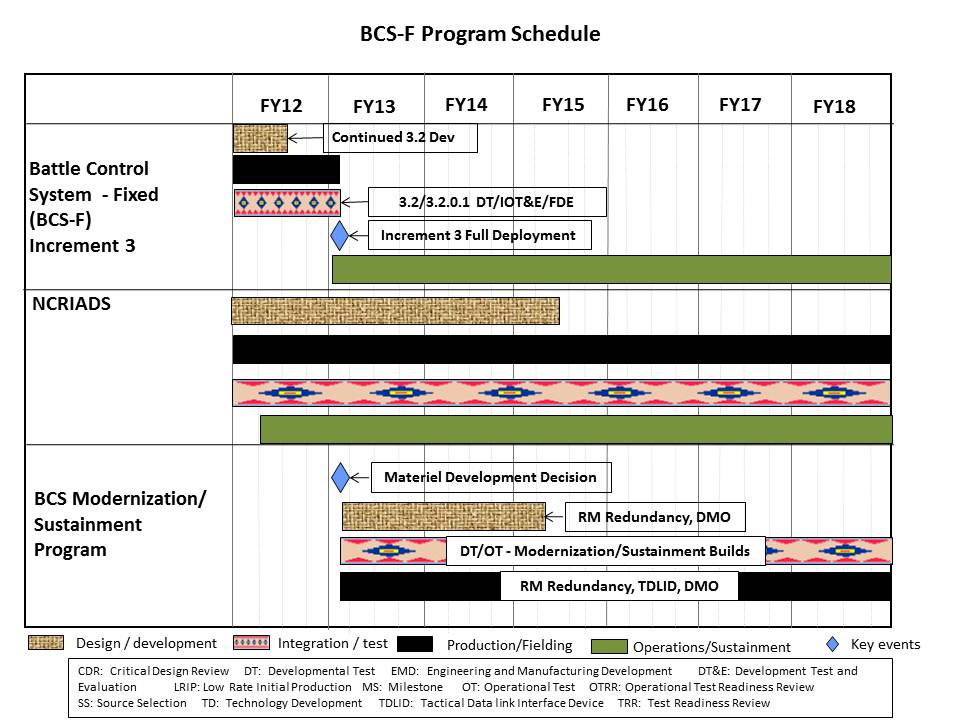 BCS-F Program Schedule
FY12 FY13 FY14 FY15 FY16 FY17 FY18
Battle Control
System - Fixed
(BCS-F)
Increment 3
Continued 3.2 Dev
3.2/3.2.0.1 DT/IOT&E/FDE
Increment 3 Full Deployment
NCRIADS
BCS Modernization/
Sustainment
Program
Materiel Development Decision
RM Redundancy, DMO
DT/OT - Modernization/Sustainment Builds
RM Redundancy, TDLID, DMO
Design / development Integration / test Production/Fielding Operations/Sustainment Key events
CDR: Critical Design Review DT: Developmental Test EMD: Engineering and Manufacturing Development DT&E: Development Test and
Evaluation LRIP: Low Rate Initial Production MS: Milestone OT: Operational Test OTRR: Operational Test Readiness Review
SS: Source Selection TD: Technology Development TDLID: Tactical Data link Interface Device TRR: Test Readiness Review